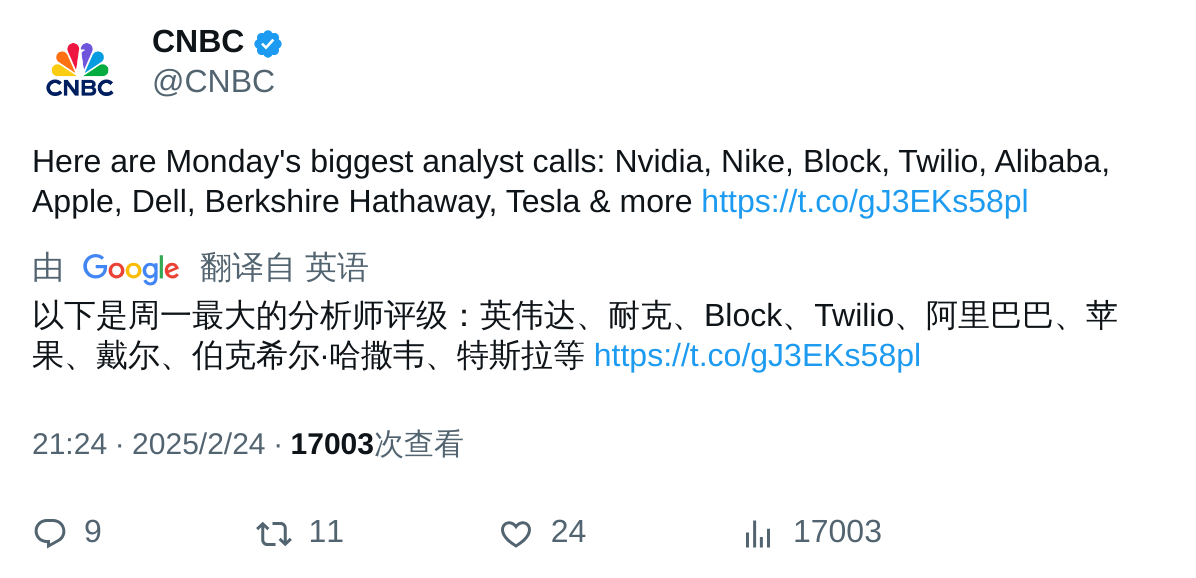 CNBC
CNBC
@CNBC
Here are Monday's biggest analyst calls: Nvidia, Nike, Block, Twilio, Alibaba,
Apple, Dell, Berkshire Hathaway, Tesla & more https://t.co/gJ3EKs58pl
由 Google 翻译自 英语
以下是周一最大的分析师评级：英伟达、耐克、Block、Twilio、阿里巴巴、苹
果、戴尔、伯克希尔·哈撒韦、特斯拉等 https://t.co/gJ3EKs58pl
21:24 · 2025/2/24 · 17003次查看
9 11 24 17003